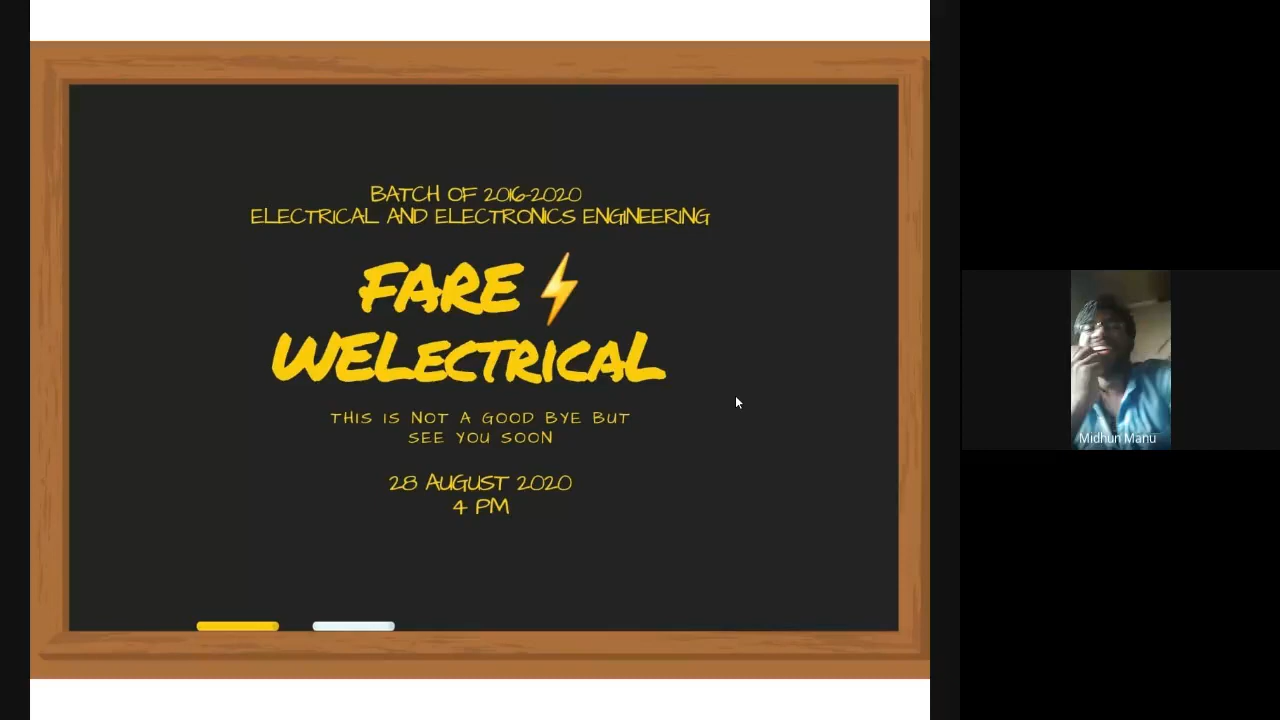 BATCH OF 2016-2020
ELECTRICAL AND ELECTRONICS ENGINEERING
FARE⚡
WELECTRICAL
THIS IS NOT A GOOD BYE BUT
SEE YOU SOON
28 AUGUST 2020
4 PM
Midhun Manu